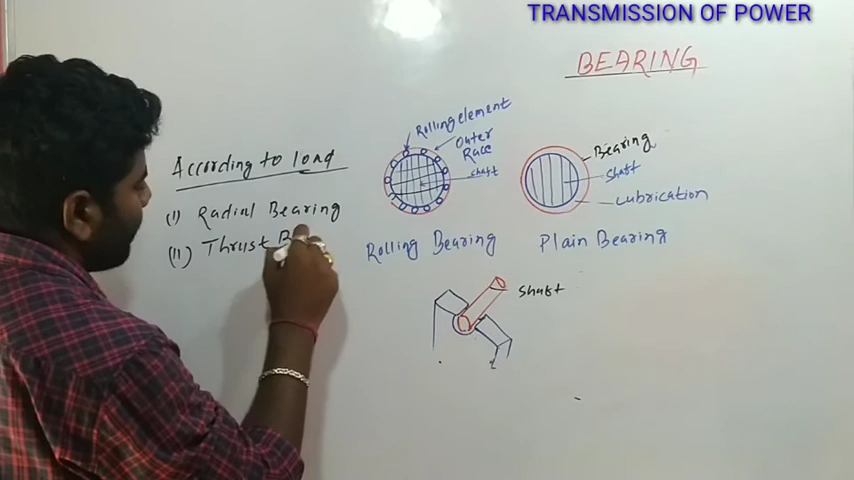 TRANSMISSION OF POWER
BEARING
According to load
(i) Radial Bearing
(ii) Thrust B
Rolling element
Outer
Race
shaft
Rolling Bearing
Bearing
shaft
Lubrication
Plain Bearing
shaft